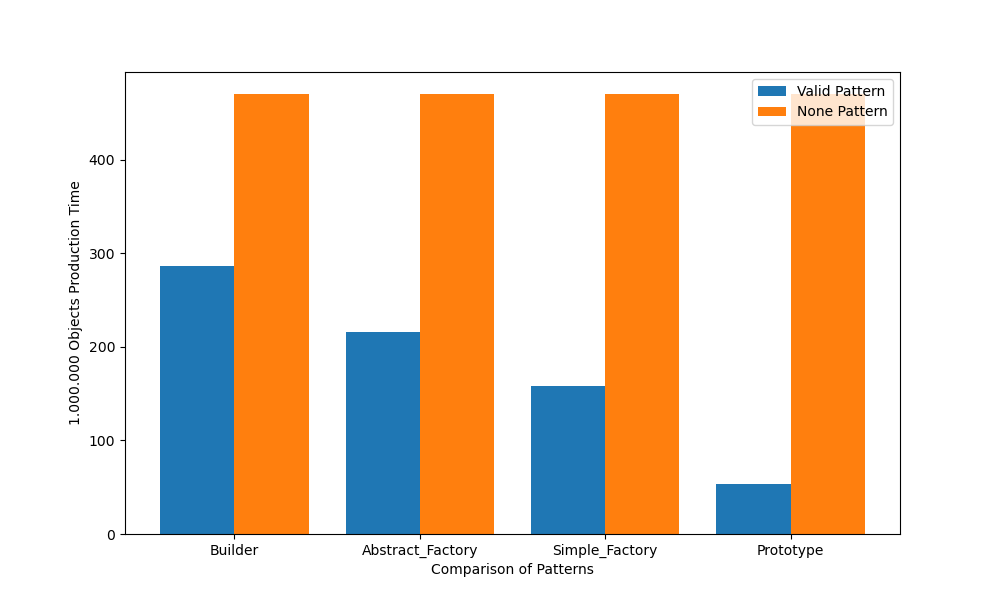 Valid Pattern
None Pattern
400
300
200
100
0
1.000.000 Objects Production Time
Builder
Abstract_Factory
Simple_Factory
Prototype
Comparison of Patterns